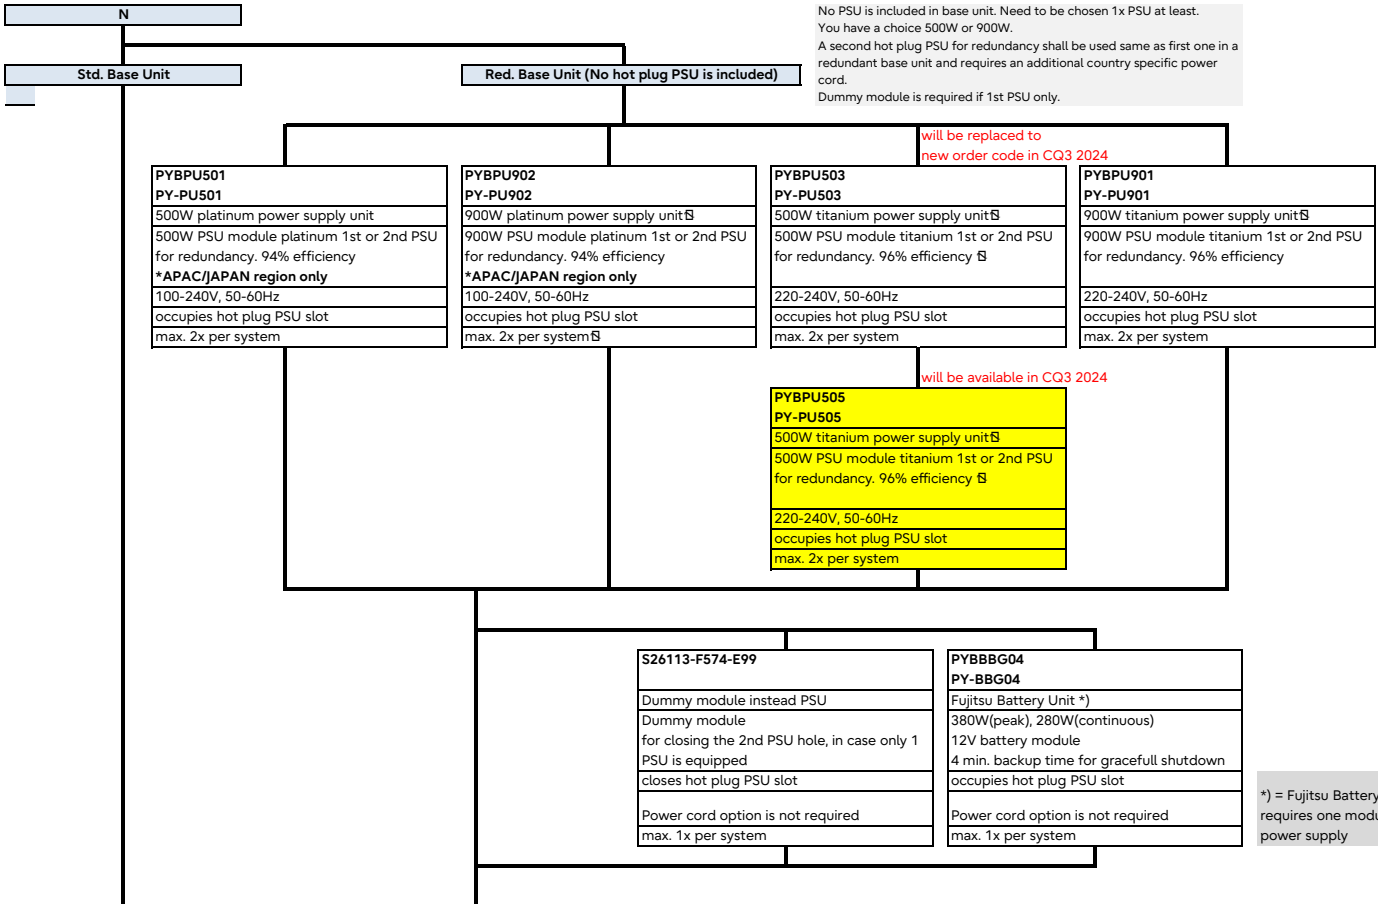 N
No PSU is included in base unit. Need to be chosen 1x PSU at least.
You have a choice 500W or 900W.
A second hot plug PSU for redundancy shall be used same as first one in a
redundant base unit and requires an additional country specific power
cord.
Dummy module is required if 1st PSU only.
Std. Base Unit
Red. Base Unit (No hot plug PSU is included)
will be replaced to
new order code in CQ3 2024
PYBPU501
PY-PU501
500W platinum power supply unit
500W PSU module platinum 1st or 2nd PSU
for redundancy. 94% efficiency
*APAC/JAPAN region only
100-240V, 50-60Hz
occupies hot plug PSU slot
max. 2x per system
PYBPU902
PY-PU902
900W platinum power supply unit
900W PSU module platinum 1st or 2nd PSU
for redundancy. 94% efficiency
*APAC/JAPAN region only
100-240V, 50-60Hz
occupies hot plug PSU slot
max. 2x per system
PYBPU503
PY-PU503
500W titanium power supply unit
500W PSU module titanium 1st or 2nd PSU
for redundancy. 96% efficiency
220-240V, 50-60Hz
occupies hot plug PSU slot
max. 2x per system
PYBPU901
PY-PU901
900W titanium power supply unit
900W PSU module titanium 1st or 2nd PSU
for redundancy. 96% efficiency
220-240V, 50-60Hz
occupies hot plug PSU slot
max. 2x per system
will be available in CQ3 2024
PYBPU505
PY-PU505
500W titanium power supply unit
500W PSU module titanium 1st or 2nd PSU
for redundancy. 96% efficiency
220-240V, 50-60Hz
occupies hot plug PSU slot
max. 2x per system
S26113-F574-E99
Dummy module instead PSU
Dummy module
for closing the 2nd PSU hole, in case only 1
PSU is equipped
closes hot plug PSU slot
Power cord option is not required
max. 1x per system
PYBBBG04
PY-BBG04
Fujitsu Battery Unit *)
380W(peak), 280W(continuous)
12V battery module
4 min. backup time for gracefull shutdown
occupies hot plug PSU slot
Power cord option is not required
max. 1x per system
*) = Fujitsu Battery
requires one modu
power supply